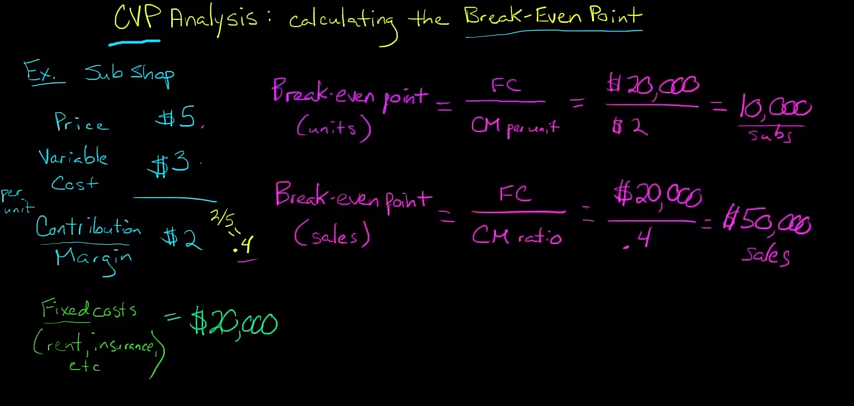 CVP Analysis: calculating the Break-Even Point
Ex. Sub Shop
Price $5
Variable Cost $3
per unit
Contribution Margin $2
2/5 = .4
Fixed costs = $20,000
(rent, insurance, etc)
Break-even point (units) = FC / CM per unit = $20,000 / $2 = 10,000 subs
Break-even point (sales) = FC / CM ratio = $20,000 / .4 = $50,000 sales